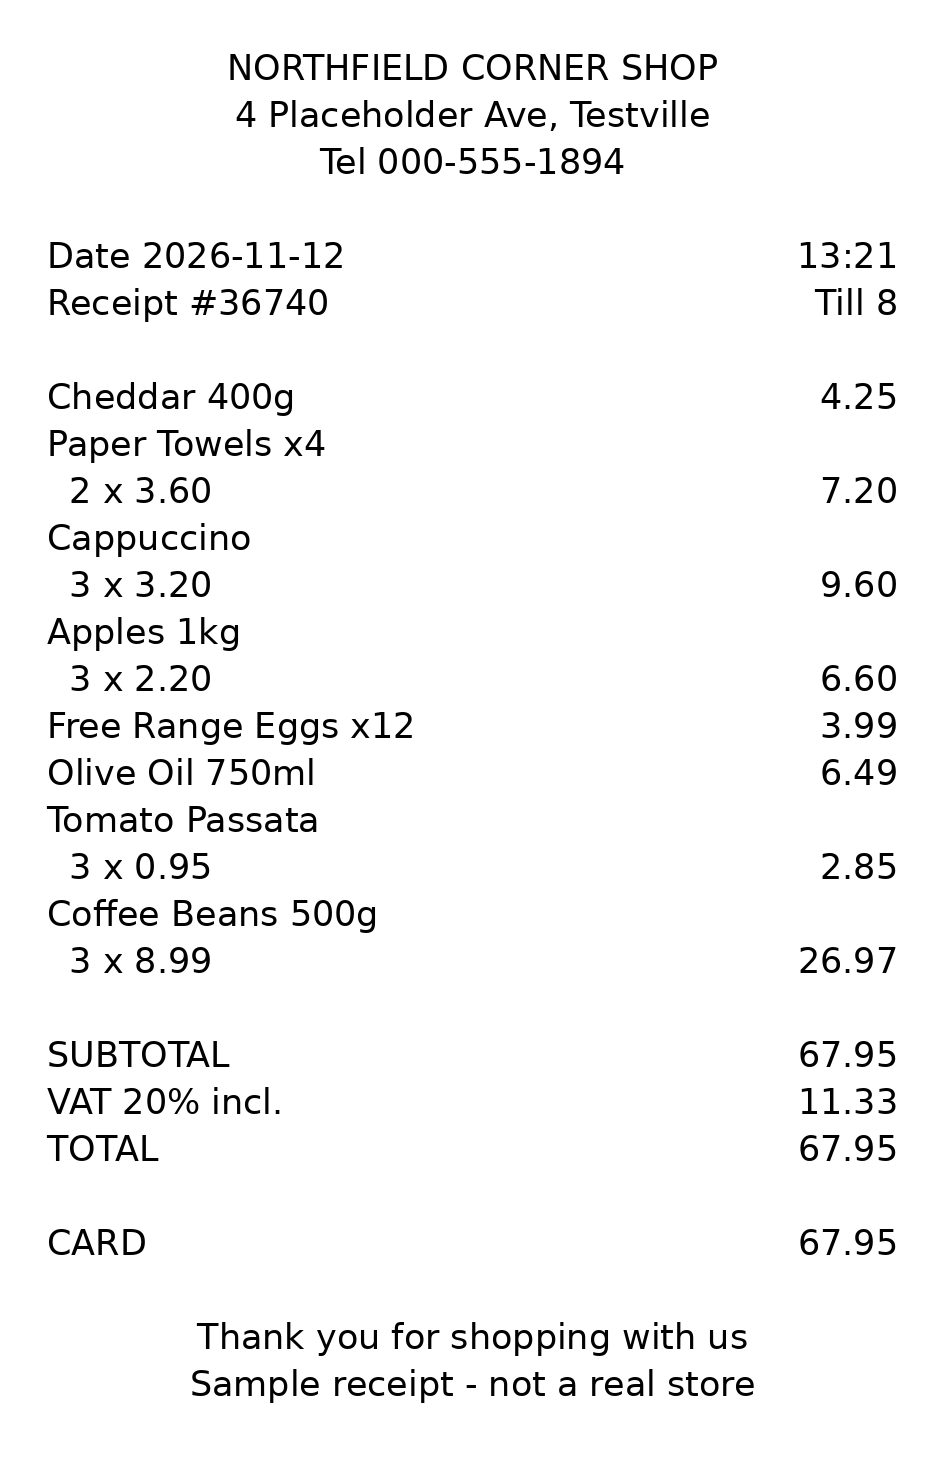 NORTHFIELD CORNER SHOP
4 Placeholder Ave, Testville
Tel 000-555-1894
Date 2026-11-12 13:21
Receipt #36740 Till 8
Cheddar 400g 4.25
Paper Towels x4
2 x 3.60 7.20
Cappuccino
3 x 3.20 9.60
Apples 1kg
3 x 2.20 6.60
Free Range Eggs x12 3.99
Olive Oil 750ml 6.49
Tomato Passata
3 x 0.95 2.85
Coffee Beans 500g
3 x 8.99 26.97
SUBTOTAL 67.95
VAT 20% incl. 11.33
TOTAL 67.95
CARD 67.95
Thank you for shopping with us
Sample receipt - not a real store